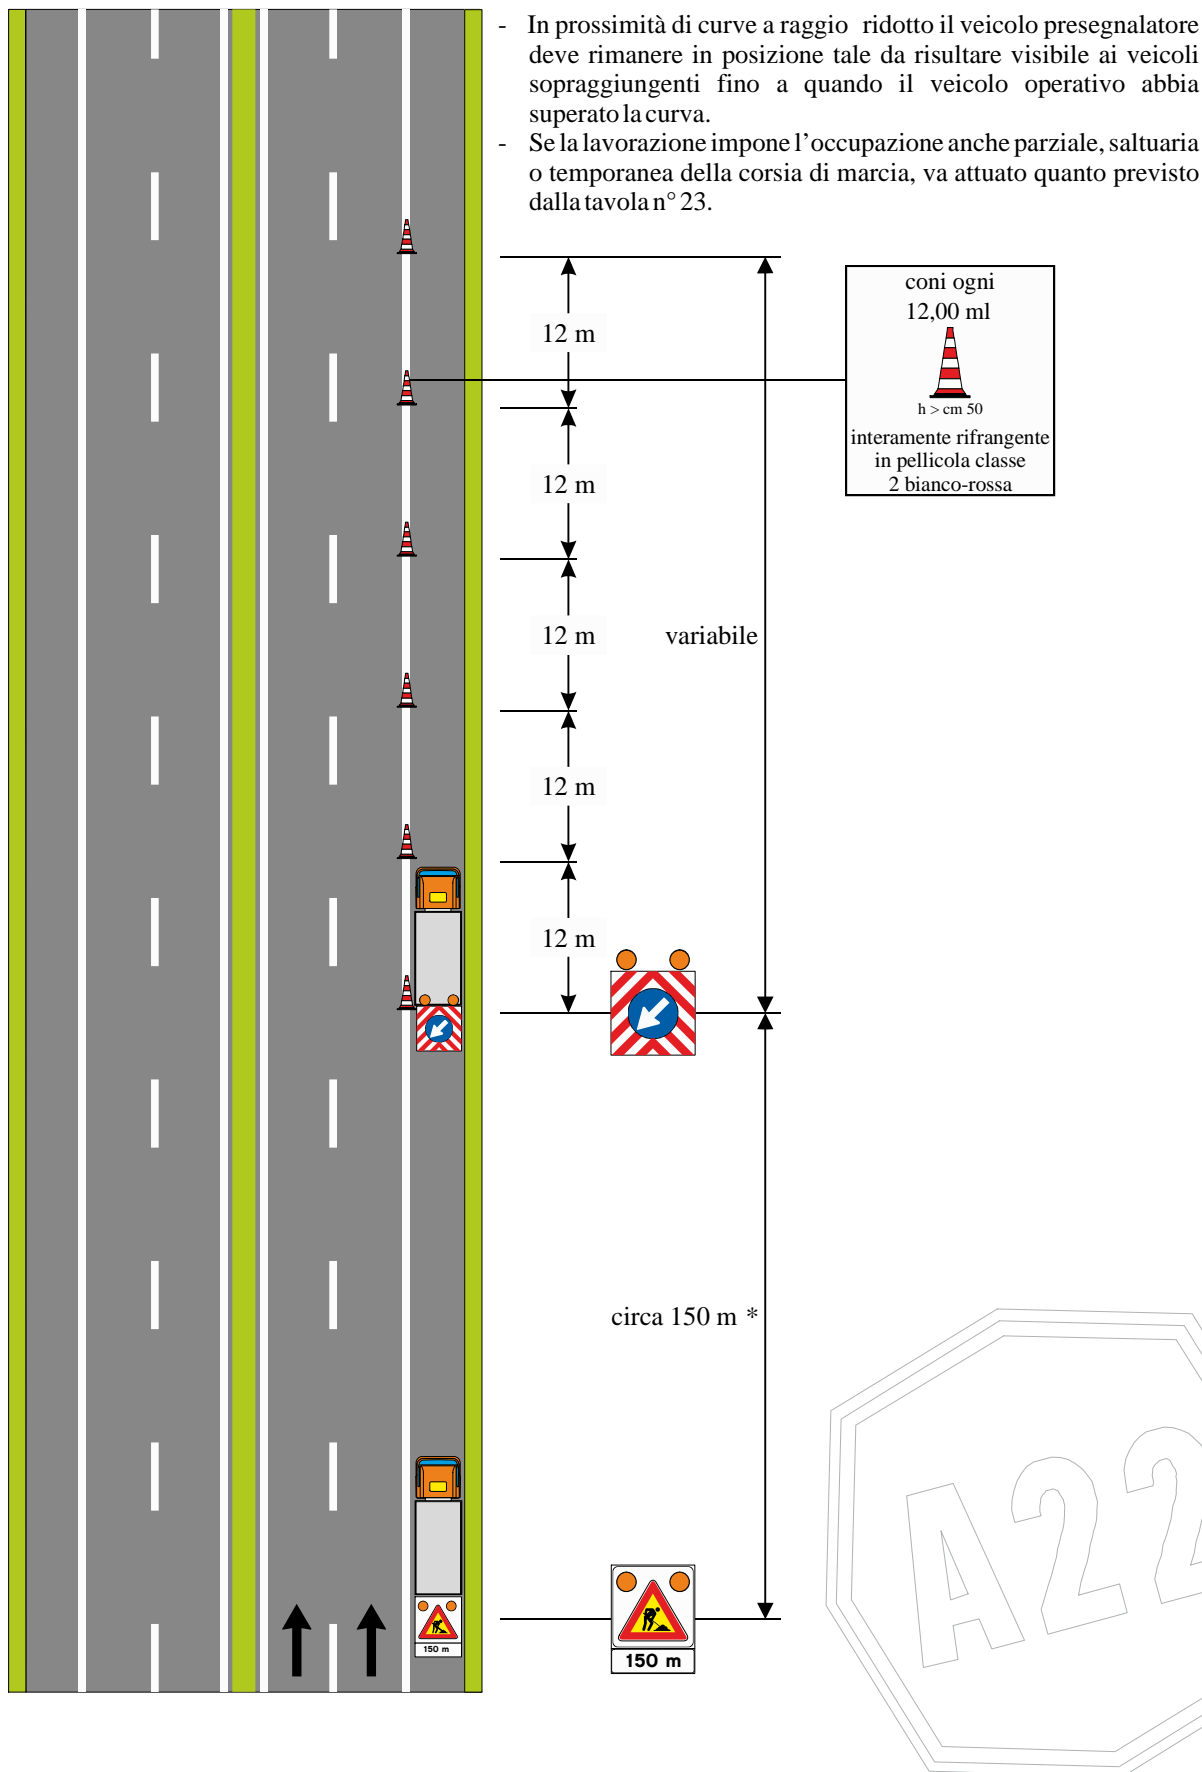 - In prossimità di curve a raggio ridotto il veicolo presegnalatore
deve rimanere in posizione tale da risultare visibile ai veicoli
sopraggiungenti fino a quando il veicolo operativo abbia
superato la curva.
- Se la lavorazione impone l'occupazione anche parziale, saltuaria
o temporanea della corsia di marcia, va attuato quanto previsto
dalla tavola n° 23.
coni ogni
12,00 ml
h > cm 50
interamente rifrangente
in pellicola classe
2 bianco-rossa
12 m
12 m
12 m
variabile
12 m
12 m
circa 150 m *
150 m
150 m
A22